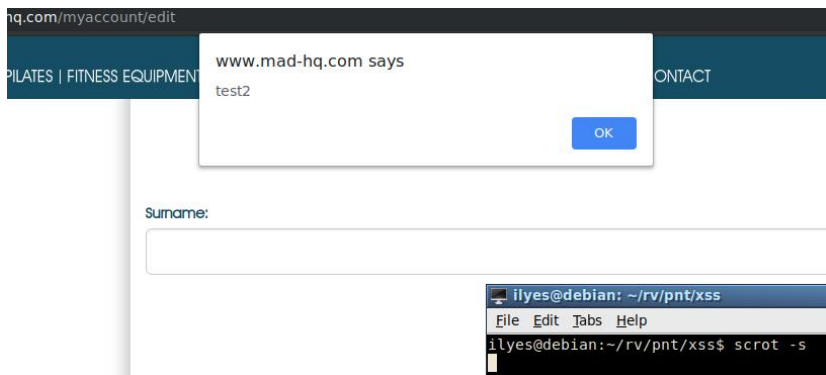 hq.com/myaccount/edit
www.mad-hq.com says
test2
PILATES | FITNESS EQUIPMENT
ONTACT
OK
Surname:
ilyes@debian: ~/rv/pnt/xss
File Edit Tabs Help
ilyes@debian:~/rv/pnt/xss$ scrot -s